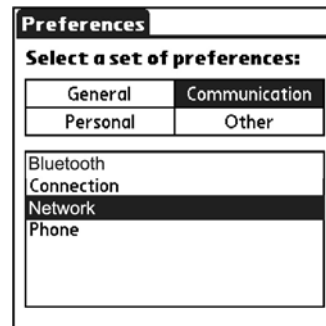 Preferences
Select a set of preferences:
General Communication
Personal Other
Bluetooth
Connection
Network
Phone